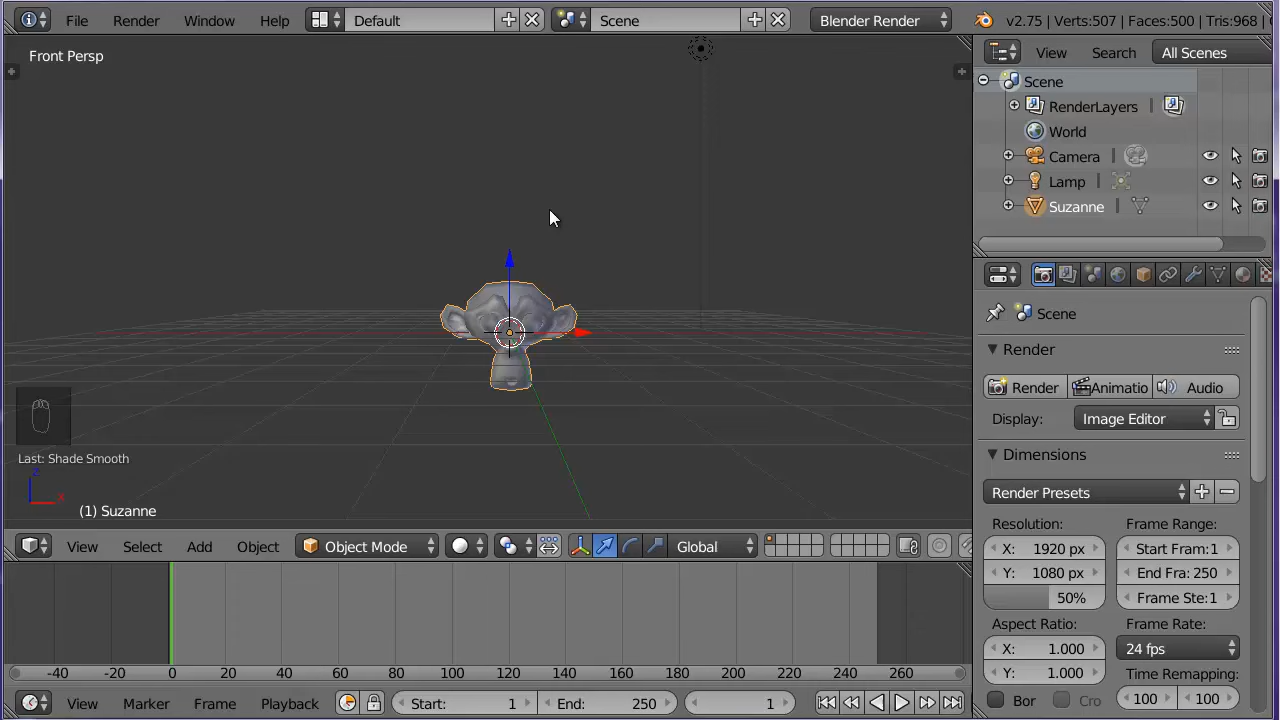 File Render Window Help Default Scene Blender Render v2.75 | Verts:507 | Faces:500 | Tris:968 |
Front Persp
View Search All Scenes
Scene
RenderLayers
World
Camera
Lamp
Suzanne
Scene
Render
Render Animatio Audio
Display: Image Editor
Dimensions
Render Presets
Resolution: Frame Range:
X: 1920 px Start Fram:1
Y: 1080 px End Fra: 250
50% Frame Ste:1
Aspect Ratio: Frame Rate:
X: 1.000 24 fps
Y: 1.000 Time Remapping:
Bor Cro 100 100
Last: Shade Smooth
z
x
(1) Suzanne
View Select Add Object Object Mode Global
-40 -20 0 20 40 60 80 100 120 140 160 180 200 220 240 260
View Marker Frame Playback Start: 1 End: 250 1